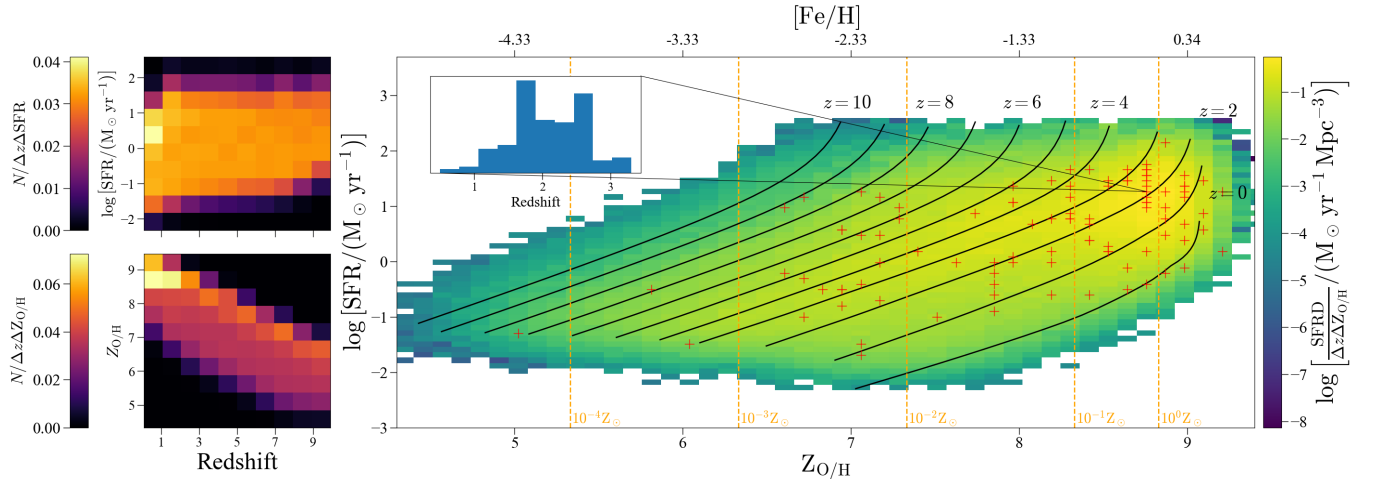 [Fe/H]
-4.33 -3.33 -2.33 -1.33 0.34
N/ΔzΔSFR
0.04
0.03
0.02
0.01
0.00
log [SFR/(M⊙ yr⁻¹)]
2
1
0
−1
−2
N/ΔzΔZO/H
0.06
0.04
0.02
0.00
ZO/H
9
8
7
6
5
1 3 5 7 9
Redshift
log [SFR/(M⊙ yr⁻¹)]
3
2
1
0
−1
−2
−3
1 2 3
Redshift
z = 10
z = 8
z = 6
z = 4
z = 2
z = 0
10⁻⁴Z⊙
10⁻³Z⊙
10⁻²Z⊙
10⁻¹Z⊙
10⁰Z⊙
5 6 7 8 9
ZO/H
−1
−2
−3
−4
−5
−6
−7
−8
log [SFRD/ΔzΔZO/H /(M⊙ yr⁻¹ Mpc⁻³)]